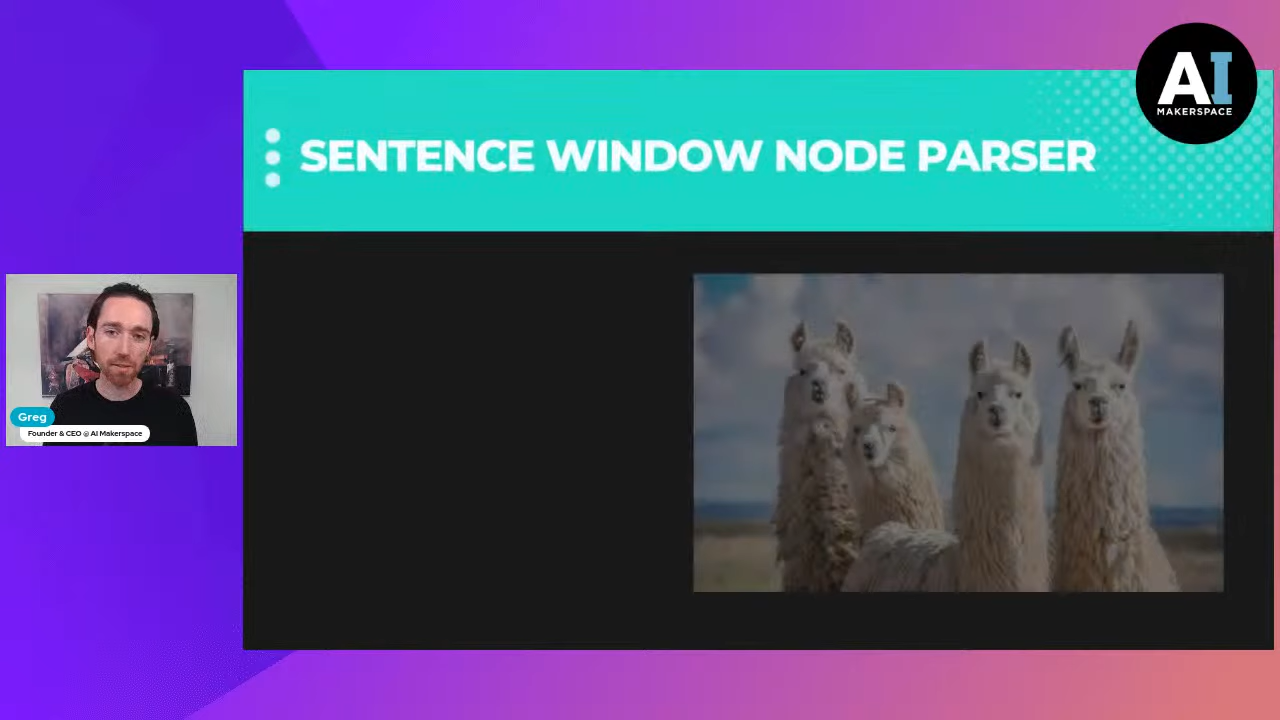 AI
MAKERSPACE
SENTENCE WINDOW NODE PARSER
Greg
Founder & CEO @ AI Makerspace